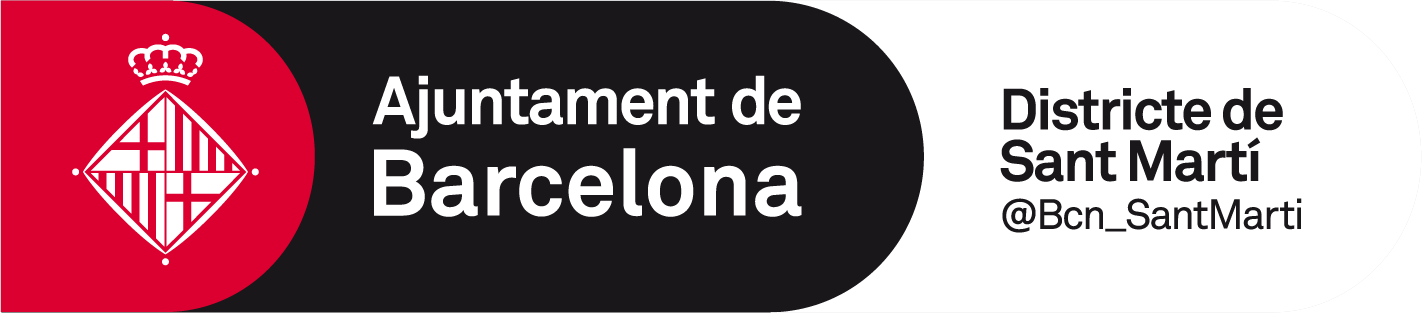 Ajuntament de
Barcelona
Districte de
Sant Martí
@Bcn_SantMarti